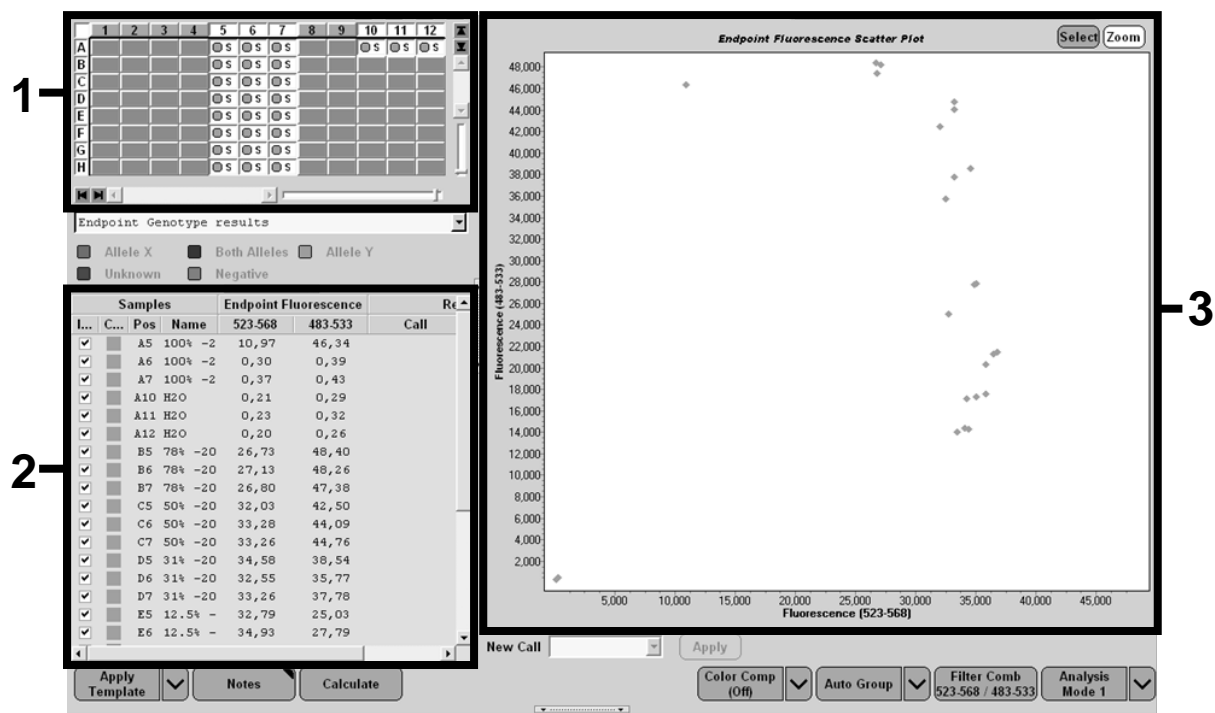 1 2 3 4 5 6 7 8 9 10 11 12
A S S S S S S
B S S S
C S S S
D S S S
E S S S
F S S S
G S S S
H S S S
1
Endpoint Genotype results
Allele X Both Alleles Allele Y
Unknown Negative
Samples Endpoint Fluorescence Re
I... C... Pos Name 523-568 483-533 Call
A5 100% -2 10,97 46,34
A6 100% -2 0,30 0,39
A7 100% -2 0,37 0,43
A10 H2O 0,21 0,29
A11 H2O 0,23 0,32
A12 H2O 0,20 0,26
B5 78% -20 26,73 48,40
B6 78% -20 27,13 48,26
B7 78% -20 26,80 47,38
C5 50% -20 32,03 42,50
C6 50% -20 33,28 44,09
C7 50% -20 33,26 44,76
D5 31% -20 34,58 38,54
D6 31% -20 32,55 35,77
D7 31% -20 33,26 37,78
E5 12.5% - 32,79 25,03
E6 12.5% - 34,93 27,79
2
Endpoint Fluorescence Scatter Plot
Select Zoom
48,000
46,000
44,000
42,000
40,000
38,000
36,000
34,000
32,000
30,000
28,000
26,000
24,000
22,000
20,000
18,000
16,000
14,000
12,000
10,000
8,000
6,000
4,000
2,000
Fluorescence (483-533)
5,000 10,000 15,000 20,000 25,000 30,000 35,000 40,000 45,000
Fluorescence (523-568)
3
New Call Apply
Apply Template
Notes
Calculate
Color Comp (Off)
Auto Group
Filter Comb 523-568 / 483-533
Analysis Mode 1